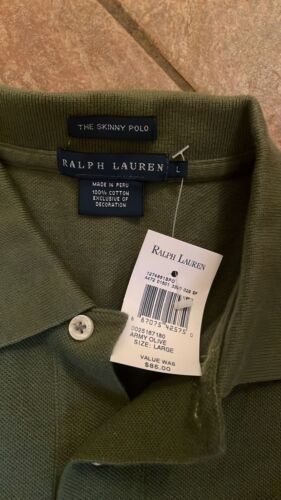 THE SKINNY POLO
RALPH LAUREN
L
MADE IN PERU
100% COTTON
EXCLUSIVE OF
DECORATION
RALPH LAUREN
0025187180
ARMY OLIVE
SIZE: LARGE
VALUE WAS
$85.00